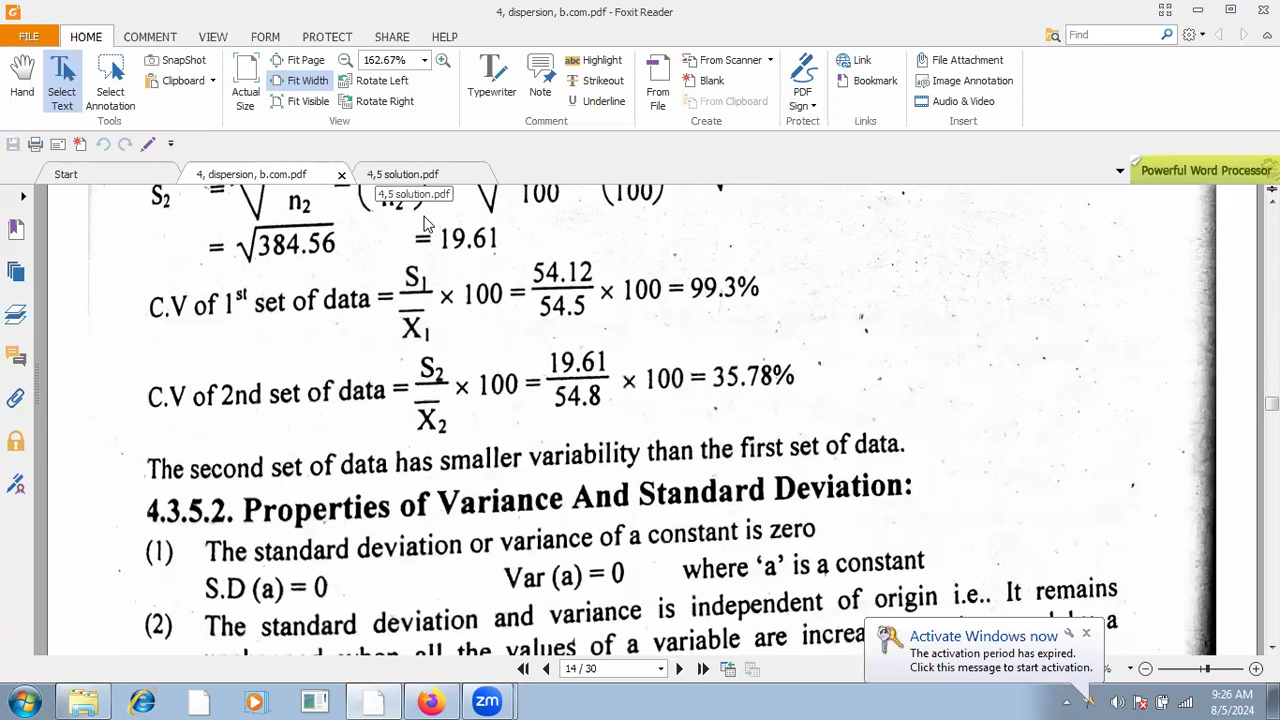 4, dispersion, b.com.pdf - Foxit Reader
FILE HOME COMMENT VIEW FORM PROTECT SHARE HELP
Find
Hand
Select Text
Select Annotation
SnapShot
Clipboard
Tools
Actual Size
Fit Page
Fit Width
Fit Visible
162.67%
Rotate Left
Rotate Right
View
Typewriter
Note
Highlight
Strikeout
Underline
Comment
From File
From Scanner
Blank
From Clipboard
Create
PDF Sign
Protect
Link
Bookmark
Links
File Attachment
Image Annotation
Audio & Video
Insert
Start
4, dispersion, b.com.pdf
4,5 solution.pdf
Powerful Word Processor
4,5 solution.pdf
S₂ = √ n₂ √ 100 (100)
= √384.56 = 19.61
C.V of 1st set of data = S₁/X̅₁ × 100 = 54.12/54.5 × 100 = 99.3%
C.V of 2nd set of data = S₂/X̅₂ × 100 = 19.61/54.8 × 100 = 35.78%
The second set of data has smaller variability than the first set of data.
4.3.5.2. Properties of Variance And Standard Deviation:
(1) The standard deviation or variance of a constant is zero
S.D (a) = 0 Var (a) = 0 where 'a' is a constant
(2) The standard deviation and variance is independent of origin i.e.. It remains
when all the values of a variable are a
Activate Windows now
The activation period has expired.
Click this message to start activation.
14 / 30
zm
9:26 AM
8/5/2024